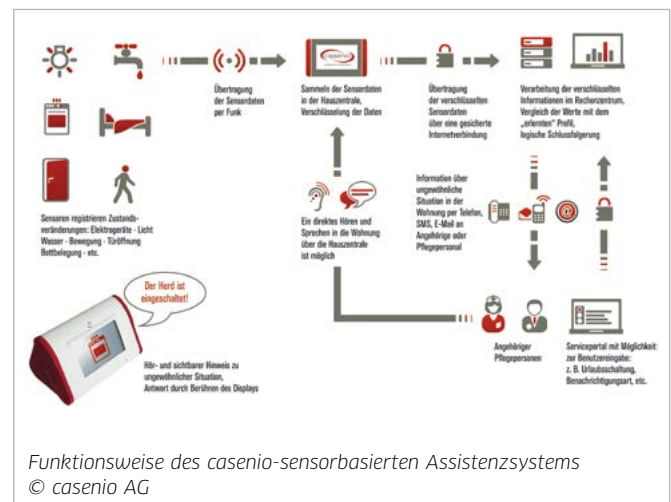 Übertragung
der Sensordaten
per Funk
Sammeln der Sensordaten
in der Hauszentrale,
Verschlüsselung der Daten
Übertragung
der verschlüsselten
Sensordaten
über eine gesicherte
Internetverbindung
Verarbeitung der verschlüsselten
Informationen im Rechenzentrum,
Vergleich der Werte mit dem
„erlernten“ Profil,
logische Schlussfolgerung
Sensoren registrieren Zustands-
veränderungen: Elektrogeräte · Licht
Wasser · Bewegung · Türöffnung
Bettbelegung · etc.
Ein direktes Hören und
Sprechen in die Wohnung
über die Hauszentrale
ist möglich
Information über
ungewöhnliche
Situation in der
Wohnung per Telefon,
SMS, E-Mail an
Angehörige oder
Pflegepersonal
Der Herd ist
eingeschaltet!
Hör- und sichtbarer Hinweis zu
ungewöhnlicher Situation,
Antwort durch Berühren des Displays
Angehöriger
Pflegepersonen
Serviceportal mit Möglichkeit
zur Benutzereingabe:
z. B. Urlaubsschaltung,
Benachrichtigungsart, etc.
Funktionsweise des casenio-sensorbasierten Assistenzsystems
© casenio AG